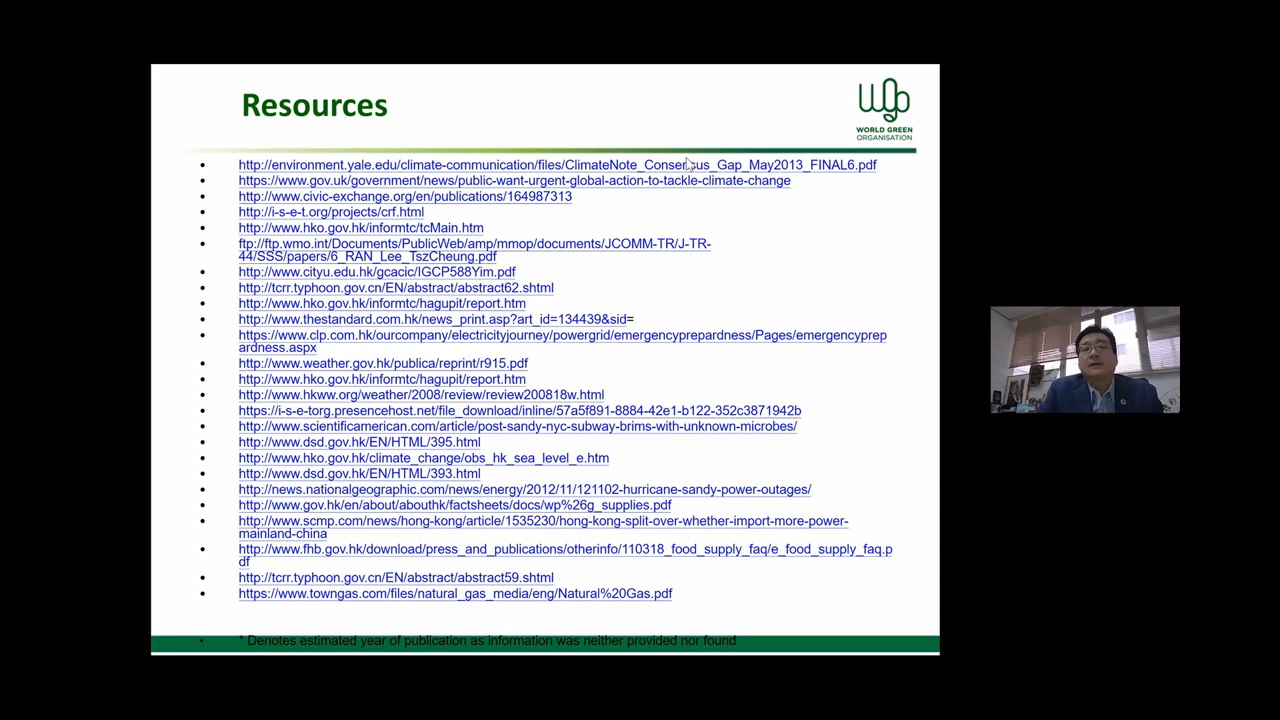 Resources
WORLD GREEN
ORGANISATION
• http://environment.yale.edu/climate-communication/files/ClimateNote_Consensus_Gap_May2013_FINAL6.pdf
• https://www.gov.uk/government/news/public-want-urgent-global-action-to-tackle-climate-change
• http://www.civic-exchange.org/en/publications/164987313
• http://i-s-e-t.org/projects/crf.html
• http://www.hko.gov.hk/informtc/tcMain.htm
• ftp://ftp.wmo.int/Documents/PublicWeb/amp/mmop/documents/JCOMM-TR/J-TR-
44/SSS/papers/6_RAN_Lee_TszCheung.pdf
• http://www.cityu.edu.hk/gcacic/IGCP588Yim.pdf
• http://tcrr.typhoon.gov.cn/EN/abstract/abstract62.shtml
• http://www.hko.gov.hk/informtc/hagupit/report.htm
• http://www.thestandard.com.hk/news_print.asp?art_id=134439&sid=
• https://www.clp.com.hk/ourcompany/electricityjourney/powergrid/emergencyprepardness/Pages/emergencyprep
ardness.aspx
• http://www.weather.gov.hk/publica/reprint/r915.pdf
• http://www.hko.gov.hk/informtc/hagupit/report.htm
• http://www.hkww.org/weather/2008/review/review200818w.html
• https://i-s-e-torg.presencehost.net/file_download/inline/57a5f891-8884-42e1-b122-352c3871942b
• http://www.scientificamerican.com/article/post-sandy-nyc-subway-brims-with-unknown-microbes/
• http://www.dsd.gov.hk/EN/HTML/395.html
• http://www.hko.gov.hk/climate_change/obs_hk_sea_level_e.htm
• http://www.dsd.gov.hk/EN/HTML/393.html
• http://news.nationalgeographic.com/news/energy/2012/11/121102-hurricane-sandy-power-outages/
• http://www.gov.hk/en/about/abouthk/factsheets/docs/wp%26g_supplies.pdf
• http://www.scmp.com/news/hong-kong/article/1535230/hong-kong-split-over-whether-import-more-power-
mainland-china
• http://www.fhb.gov.hk/download/press_and_publications/otherinfo/110318_food_supply_faq/e_food_supply_faq.p
df
• http://tcrr.typhoon.gov.cn/EN/abstract/abstract59.shtml
• https://www.towngas.com/files/natural_gas_media/eng/Natural%20Gas.pdf
• * Denotes estimated year of publication as information was neither provided nor found